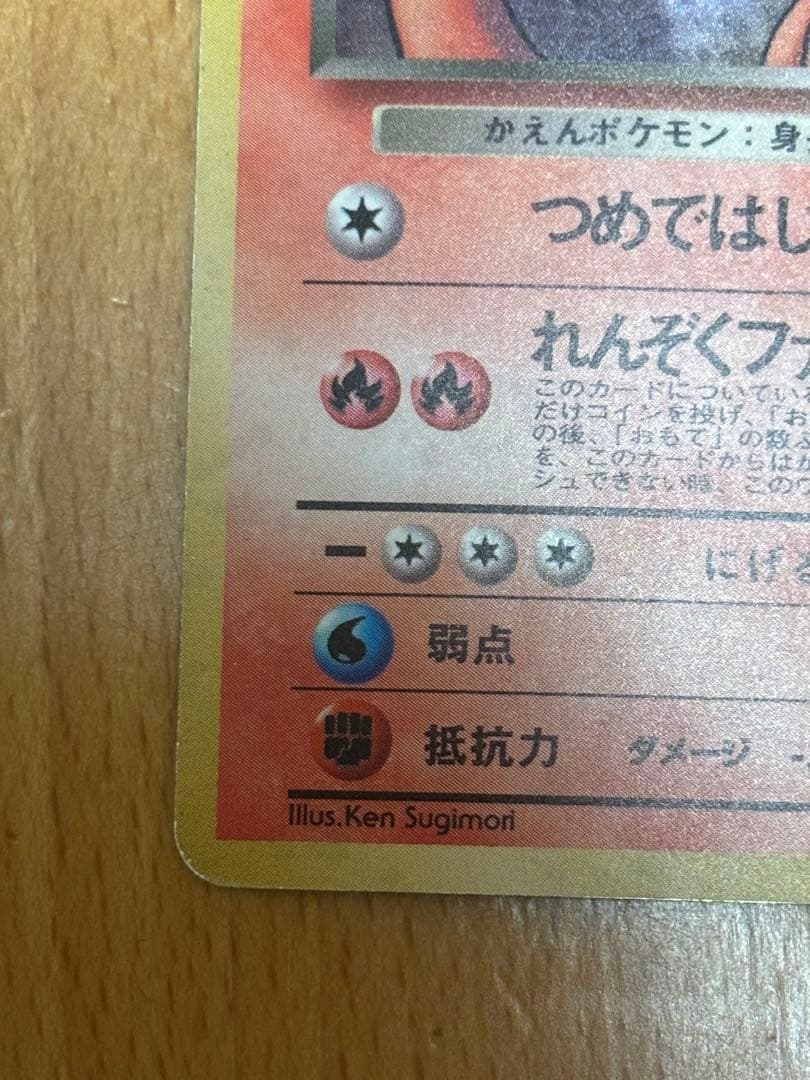 かえんポケモン：身
つめではし
れんぞくフ
このカードについてい
だけコインを投げ、「お
の後、「おもて」の数
を、このカードからはが
シュできない時、この
にげる
弱点
抵抗力 ダメージ -
Illus.Ken Sugimori